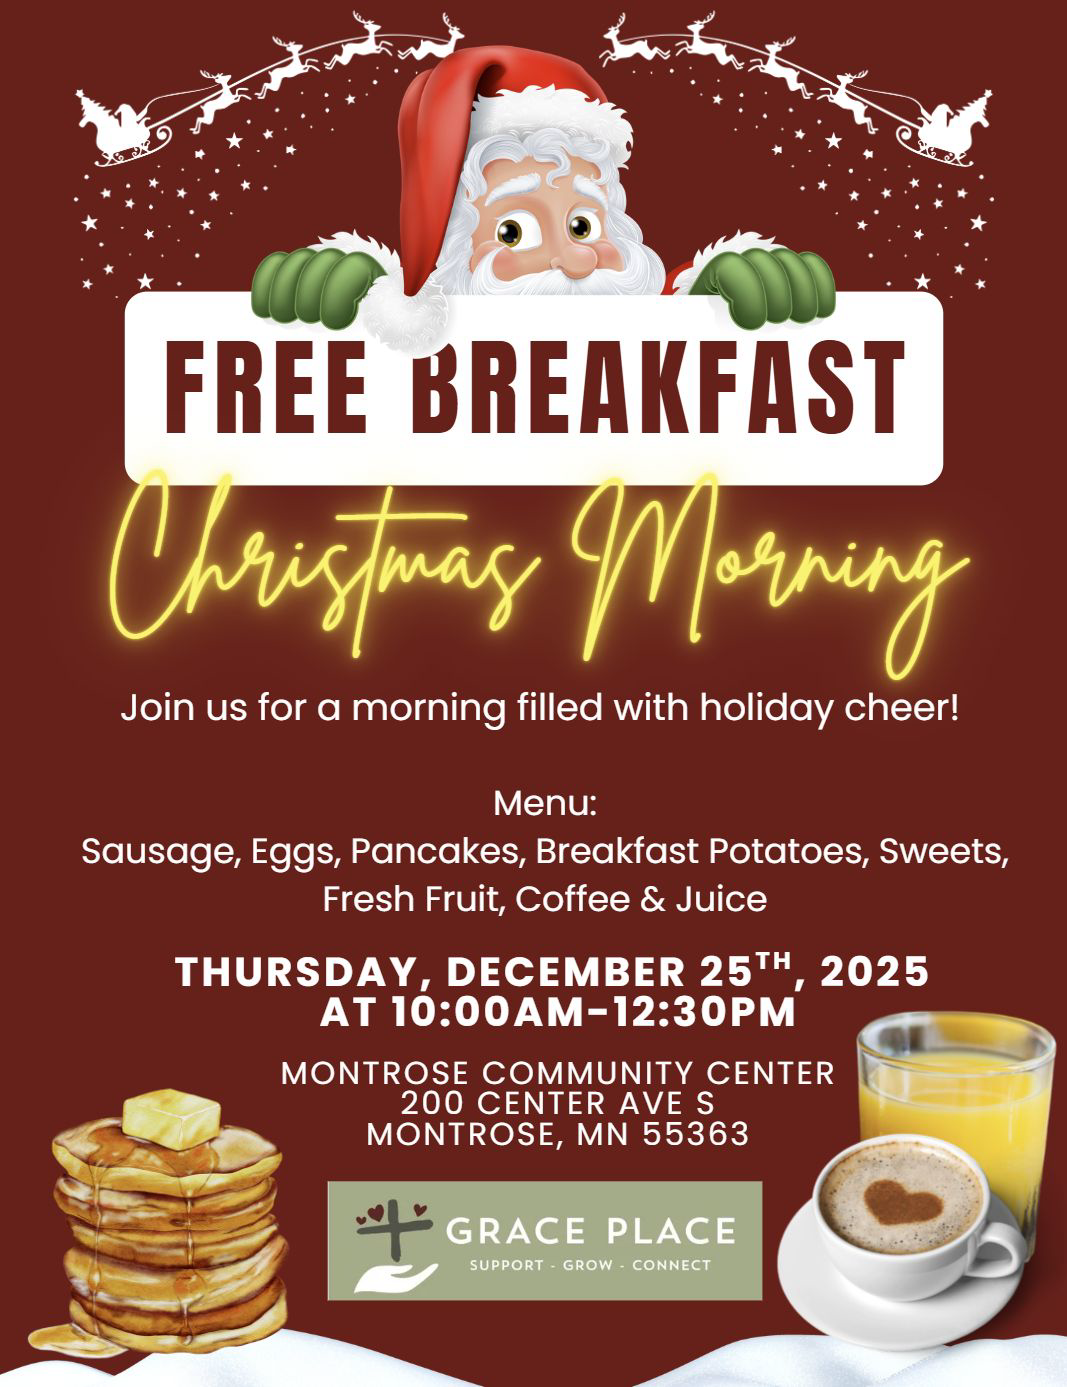 FREE BREAKFAST
Christmas Morning
Join us for a morning filled with holiday cheer!
Menu:
Sausage, Eggs, Pancakes, Breakfast Potatoes, Sweets,
Fresh Fruit, Coffee & Juice
THURSDAY, DECEMBER 25TH, 2025
AT 10:00AM-12:30PM
MONTROSE COMMUNITY CENTER
200 CENTER AVE S
MONTROSE, MN 55363
GRACE PLACE
SUPPORT - GROW - CONNECT